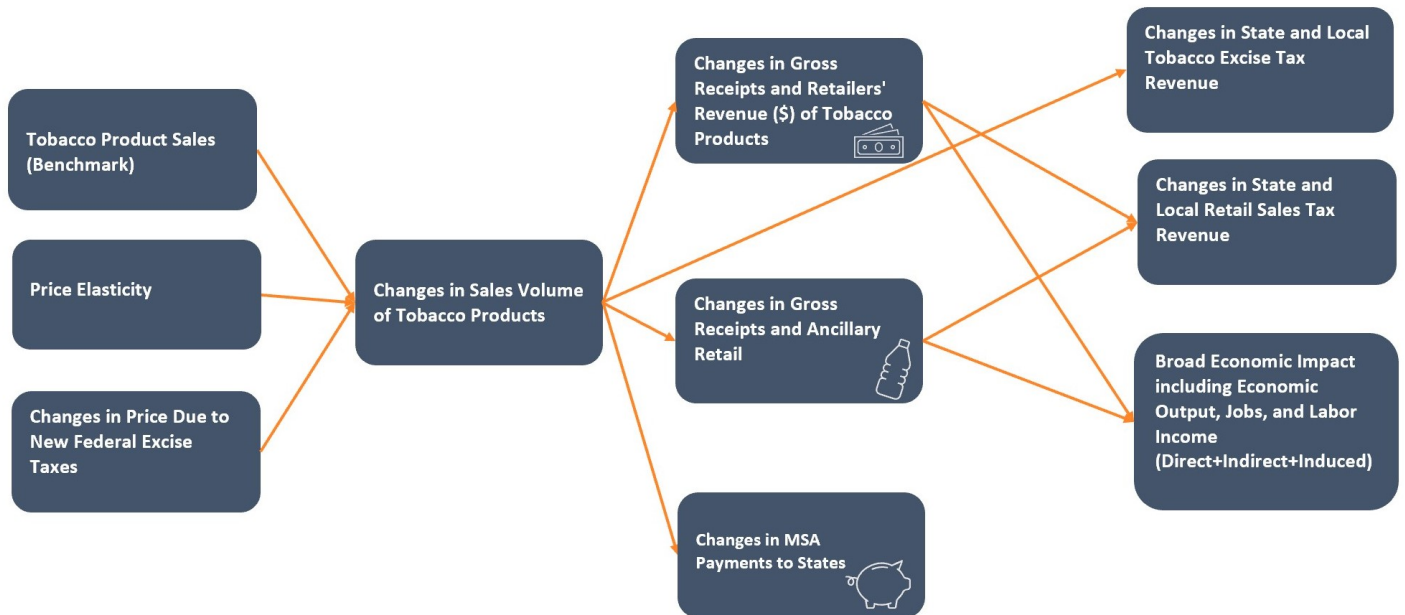 Tobacco Product Sales
(Benchmark)
Price Elasticity
Changes in Price Due to
New Federal Excise
Taxes
Changes in Sales Volume
of Tobacco Products
Changes in Gross
Receipts and Retailers'
Revenue ($) of Tobacco
Products
Changes in Gross
Receipts and Ancillary
Retail
Changes in MSA
Payments to States
Changes in State and Local
Tobacco Excise Tax
Revenue
Changes in State and
Local Retail Sales Tax
Revenue
Broad Economic Impact
including Economic
Output, Jobs, and Labor
Income
(Direct+Indirect+Induced)